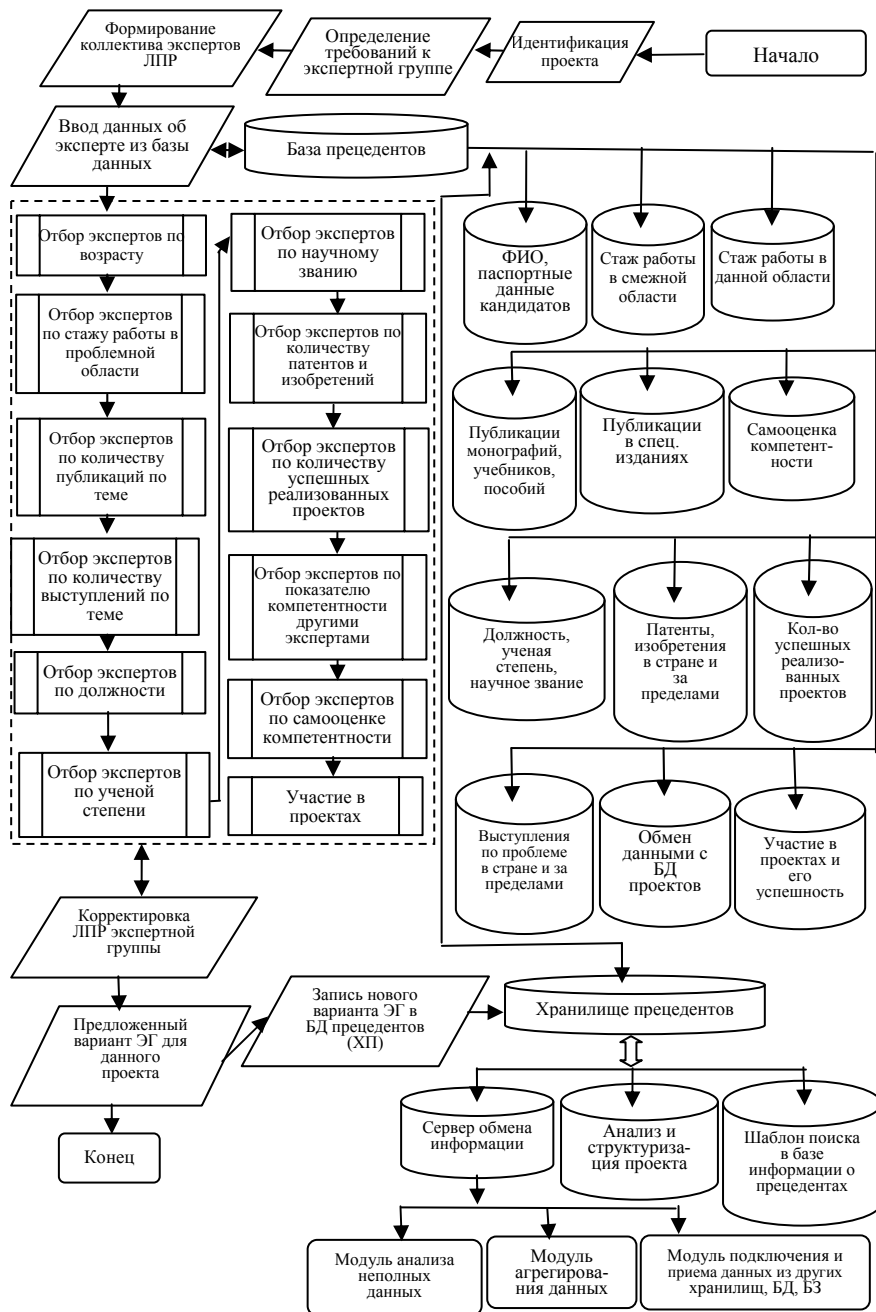 Начало
Идентификация
проекта
Определение
требований к
экспертной группе
Формирование
коллектива экспертов
ЛПР
Ввод данных об
эксперте из базы
данных
База прецедентов
Отбор экспертов по
возрасту
Отбор экспертов
по стажу работы в
проблемной
области
Отбор экспертов
по количеству
публикаций по
теме
Отбор экспертов
по количеству
выступлений по
теме
Отбор экспертов
по должности
Отбор экспертов
по ученой
степени
Отбор экспертов
по научному
званию
Отбор экспертов по
количеству
патентов и
изобретений
Отбор экспертов
по количеству
успешных
реализованных
проектов
Отбор экспертов по
показателю
компетентности
другими
экспертами
Отбор экспертов
по самооценке
компетентности
Участие в
проектах
ФИО,
паспортные
данные
кандидатов
Стаж работы
в смежной
области
Стаж работы в
данной области
Публикации
монографий,
учебников,
пособий
Публикации
в спец.
изданиях
Самооценка
компетент-
ности
Должность,
ученая
степень,
научное звание
Патенты,
изобретения
в стране и
за
пределами
Кол-во
успешных
реализо-
ванных
проектов
Выступления
по проблеме
в стране и за
пределами
Обмен
данными с
БД
проектов
Участие в
проектах и
его
успешность
Корректировка
ЛПР экспертной
группы
Предложенный
вариант ЭГ для
данного
проекта
Запись нового
варианта ЭГ в
БД прецедентов
(ХП)
Хранилище прецедентов
Конец
Сервер обмена
информации
Анализ и
структуриза-
ция проекта
Шаблон поиска
в базе
информации о
прецедентах
Модуль анализа
неполных
данных
Модуль
агрегирова-
ния данных
Модуль подключения и
приема данных из других
хранилищ, БД, БЗ